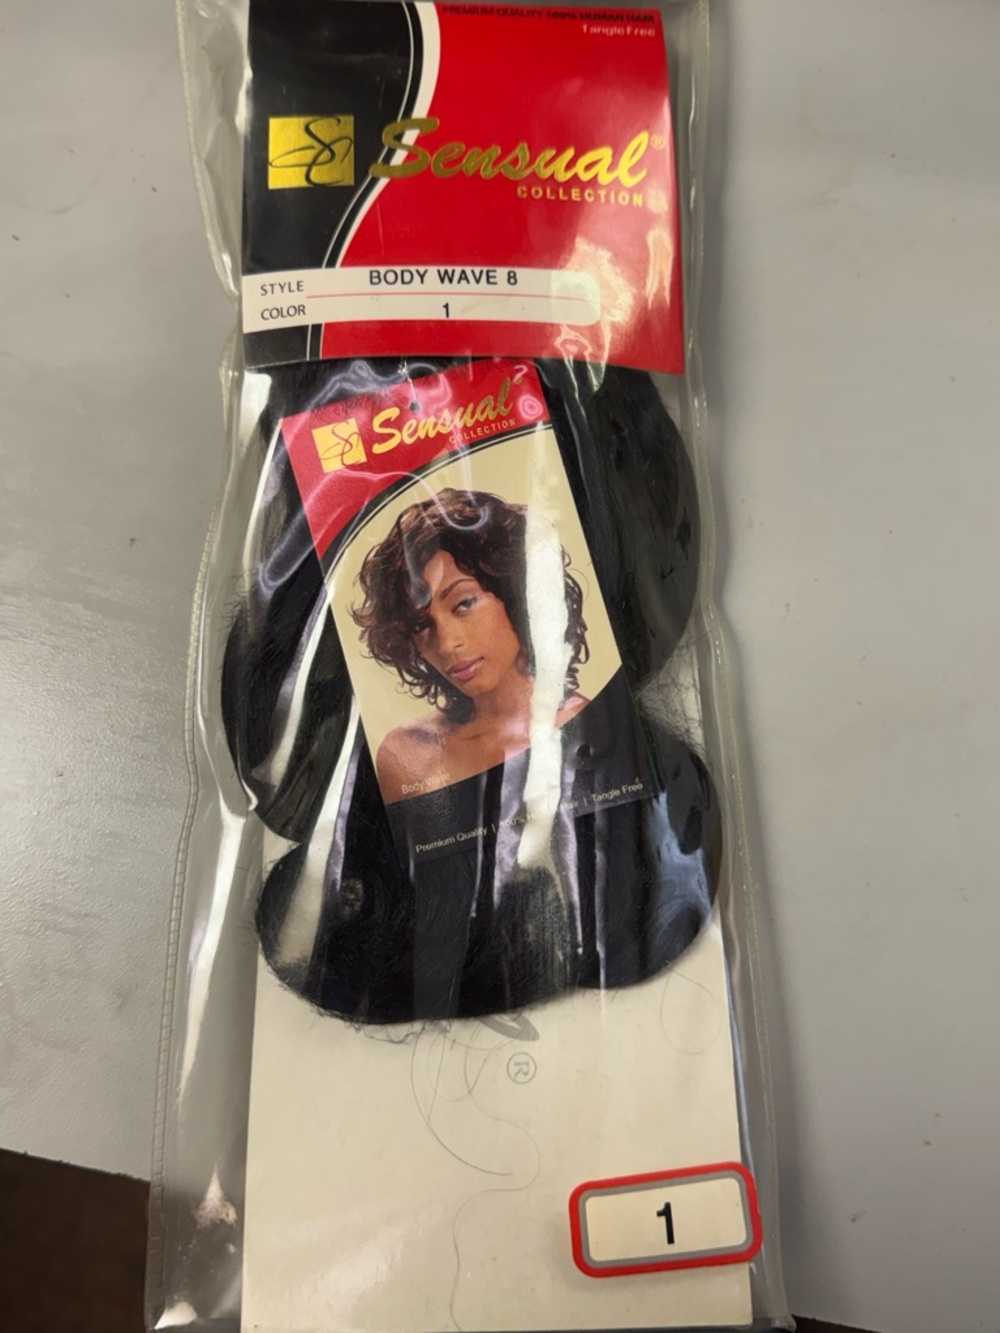 PREMIUM QUALITY 100% HUMAN HAIR
Tangle Free
Sensual®
COLLECTION
STYLE BODY WAVE 8
COLOR 1
Sensual
COLLECTION
Body Wave
Premium Quality | 100% Hair | Tangle Free
®
1